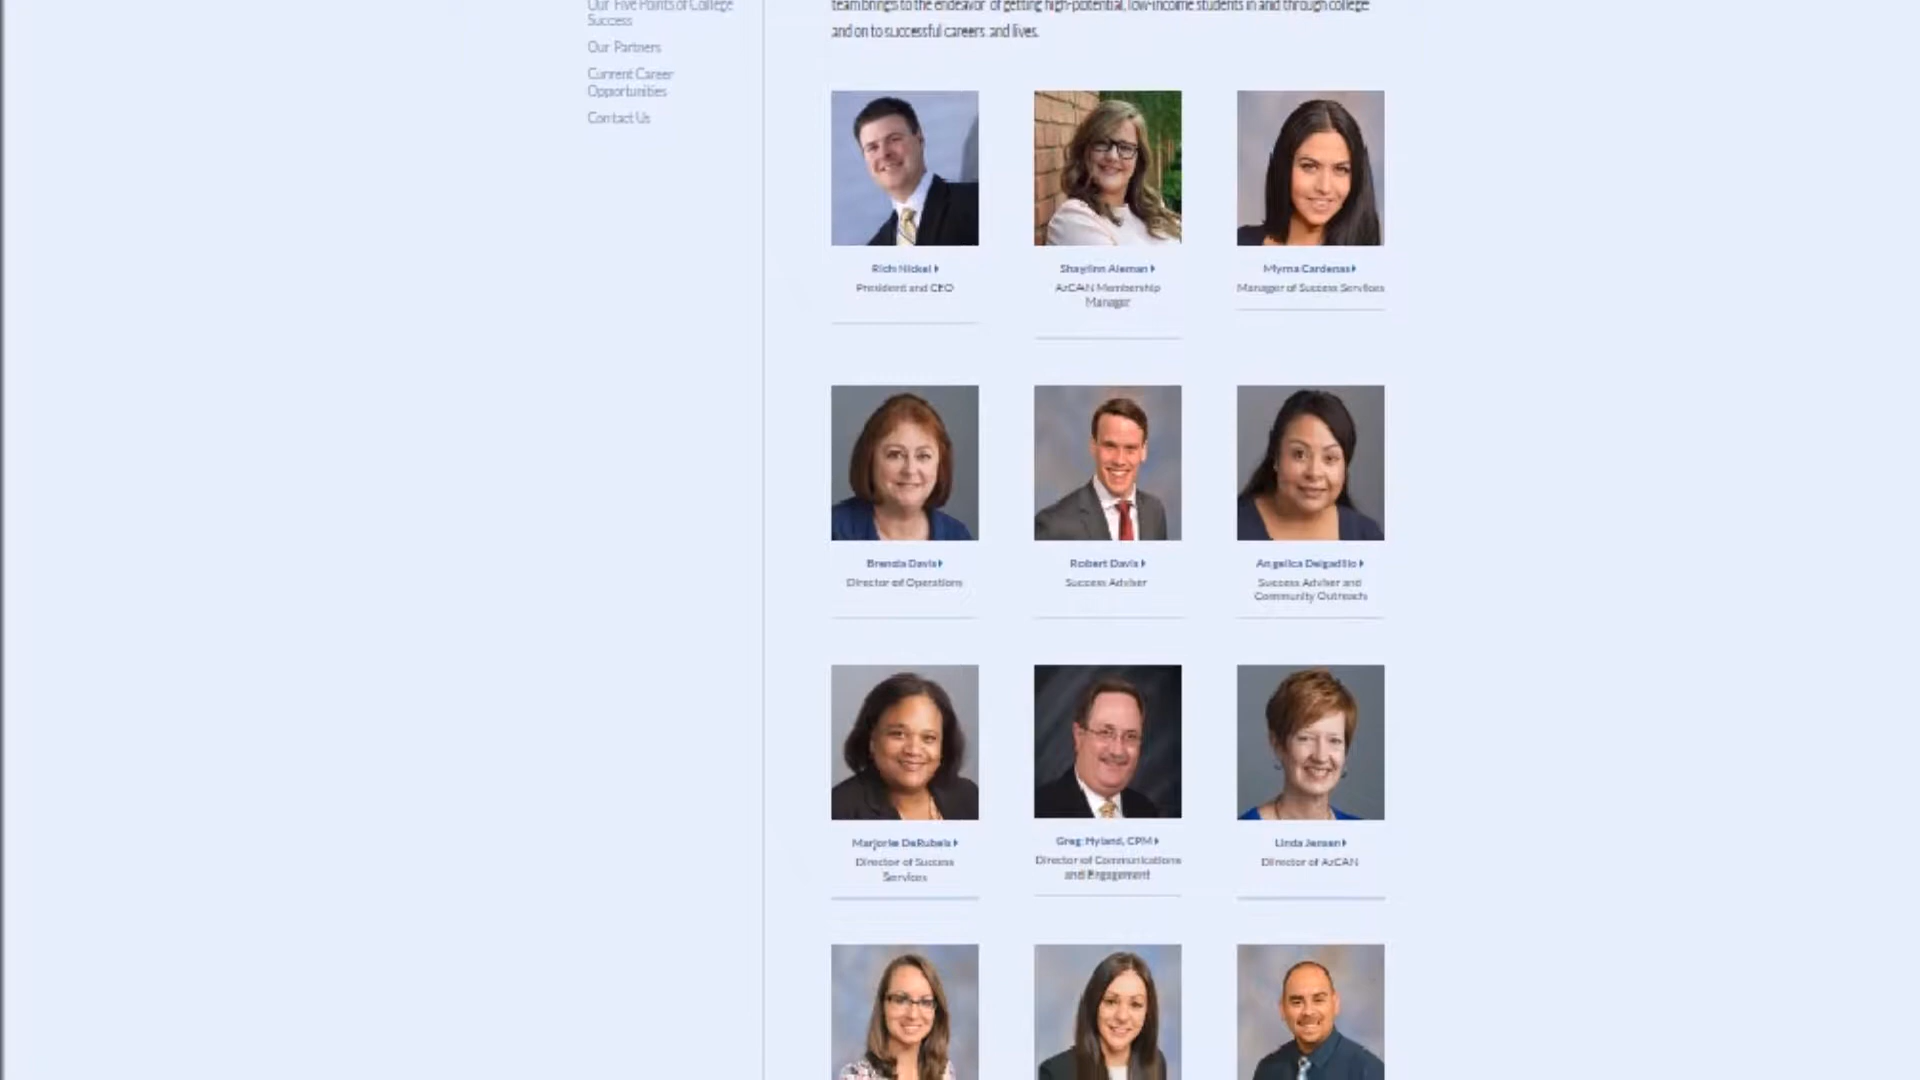 Our Five Points of College
Success
Our Partners
Current Career
Opportunities
Contact Us
team brings to the endeavor of getting high-potential, low-income students in and through college
and on to successful careers and lives.
Rich Nickel
President and CEO
Shaylinn Aleman
AzCAN Membership
Manager
Myrna Cardenas
Manager of Success Services
Brenda Davis
Director of Operations
Robert Davis
Success Adviser
Angelica Delgadillo
Success Adviser and
Community Outreach
Marjorie DeRubeis
Director of Success
Services
Greg Hyland, CPM
Director of Communications
and Engagement
Linda Jensen
Director of AzCAN